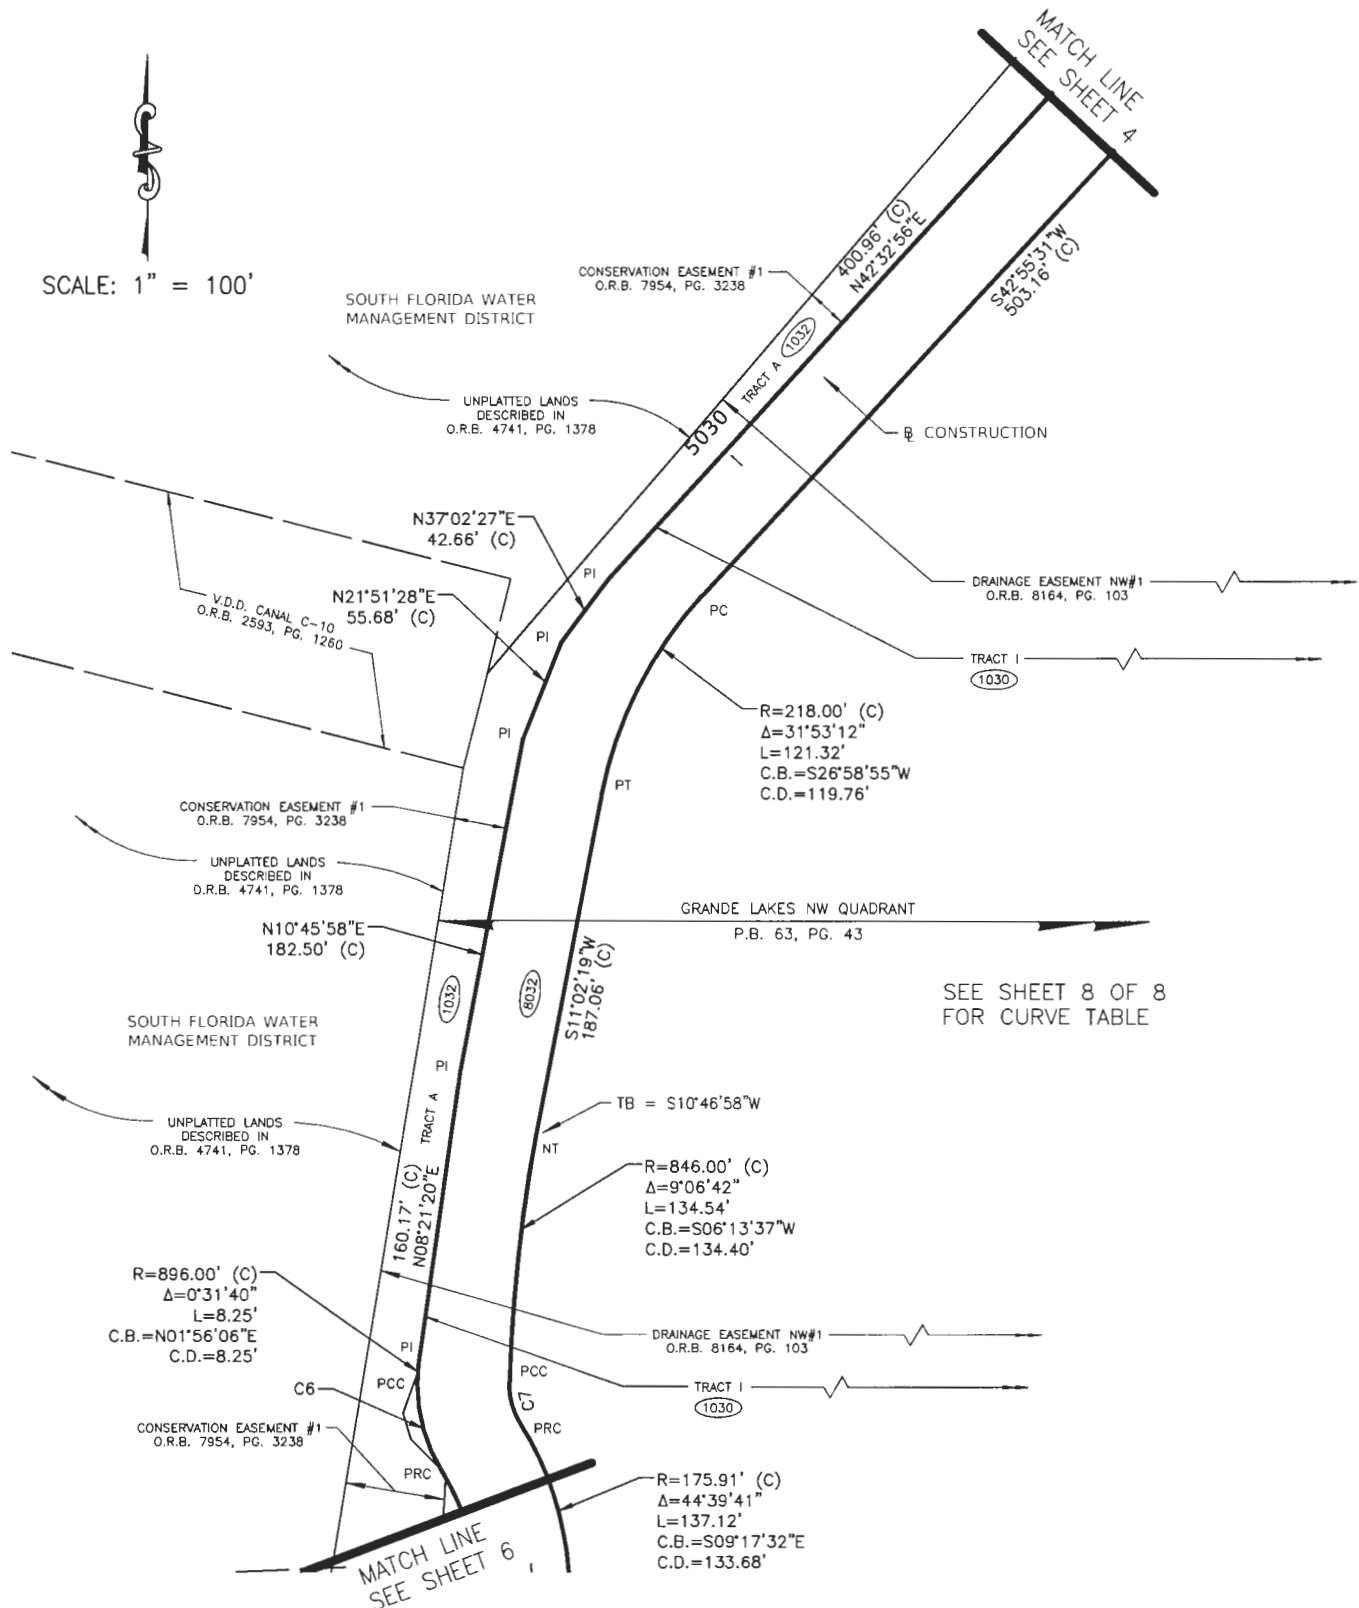 MATCH LINE
SEE SHEET 4
SCALE: 1" = 100'
SOUTH FLORIDA WATER
MANAGEMENT DISTRICT
CONSERVATION EASEMENT #1
O.R.B. 7954, PG. 3238
400.96' (C)
N42°32'56"E
S42°55'31"W
503.16' (C)
TRACT A
1032
UNPLATTED LANDS
DESCRIBED IN
O.R.B. 4741, PG. 1378
5030
I
℄ CONSTRUCTION
N37°02'27"E
42.66' (C)
PI
DRAINAGE EASEMENT NW#1
O.R.B. 8164, PG. 103
V.D.D. CANAL C-10
O.R.B. 2593, PG. 1260
N21°51'28"E
55.68' (C)
PI
PC
TRACT I
1030
R=218.00' (C)
Δ=31°53'12"
L=121.32'
C.B.=S26°58'55"W
C.D.=119.76'
PI
PT
CONSERVATION EASEMENT #1
O.R.B. 7954, PG. 3238
UNPLATTED LANDS
DESCRIBED IN
O.R.B. 4741, PG. 1378
GRANDE LAKES NW QUADRANT
P.B. 63, PG. 43
N10°45'58"E
182.50' (C)
1032
8032
S11°02'19"W
187.06' (C)
SEE SHEET 8 OF 8
FOR CURVE TABLE
SOUTH FLORIDA WATER
MANAGEMENT DISTRICT
PI
TRACT A
TB = S10°46'58"W
UNPLATTED LANDS
DESCRIBED IN
O.R.B. 4741, PG. 1378
NT
160.17' (C)
N08°21'20"E
R=846.00' (C)
Δ=9°06'42"
L=134.54'
C.B.=S06°13'37"W
C.D.=134.40'
R=896.00' (C)
Δ=0°31'40"
L=8.25'
C.B.=N01°56'06"E
C.D.=8.25'
DRAINAGE EASEMENT NW#1
O.R.B. 8164, PG. 103
PI
PCC
PCC
C6
C7
TRACT I
1030
CONSERVATION EASEMENT #1
O.R.B. 7954, PG. 3238
PRC
PRC
R=175.91' (C)
Δ=44°39'41"
L=137.12'
C.B.=S09°17'32"E
C.D.=133.68'
MATCH LINE
SEE SHEET 6